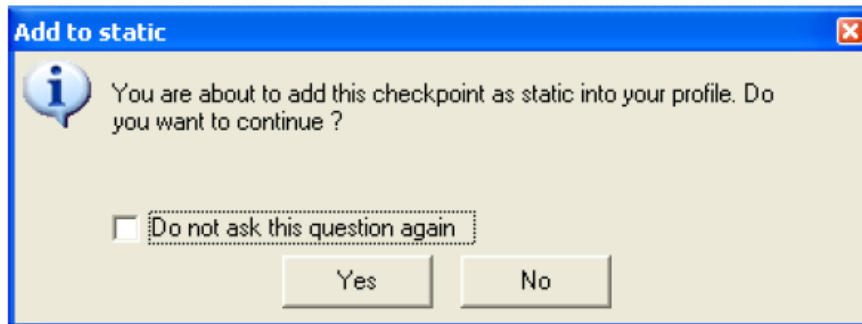 Add to static
You are about to add this checkpoint as static into your profile. Do
you want to continue ?
Do not ask this question again
Yes
No